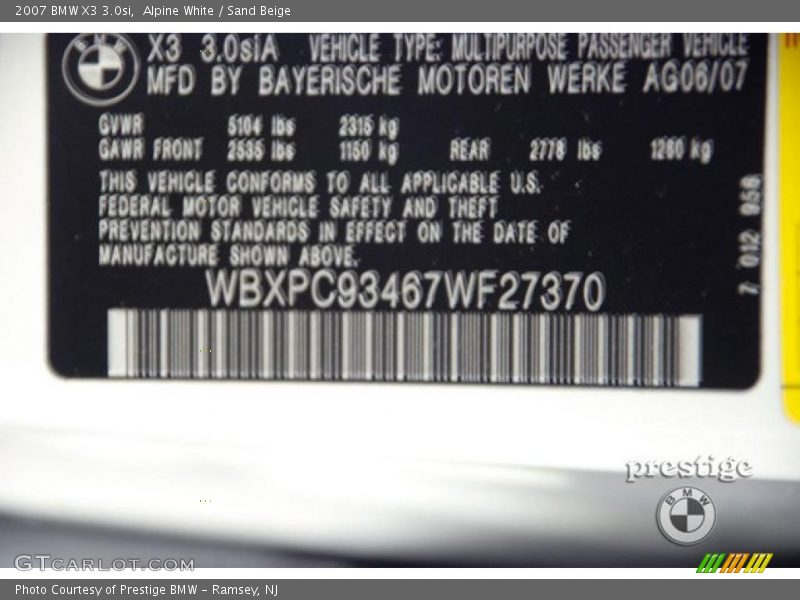 2007 BMW X3 3.0si,  Alpine White / Sand Beige
BMW
X3 3.0siA VEHICLE TYPE: MULTIPURPOSE PASSENGER VEHICLE
MFD BY BAYERISCHE MOTOREN WERKE AG06/07
GVWR 5104 lbs 2315 kg
GAWR FRONT 2535 lbs 1150 kg REAR 2778 lbs 1260 kg
THIS VEHICLE CONFORMS TO ALL APPLICABLE U.S.
FEDERAL MOTOR VEHICLE SAFETY AND THEFT
PREVENTION STANDARDS IN EFFECT ON THE DATE OF
MANUFACTURE SHOWN ABOVE.
WBXPC93467WF27370
7 012 958
prestige
BMW
GTcarlot.com
Photo Courtesy of Prestige BMW - Ramsey, NJ